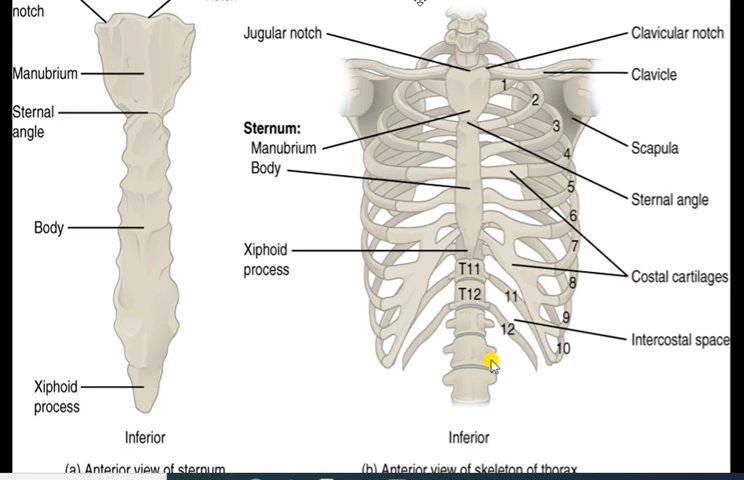 notch
Manubrium
Sternal
angle
Body
Xiphoid
process
Inferior
(a) Anterior view of sternum
Jugular notch
Sternum:
Manubrium
Body
Xiphoid
process
Clavicular notch
Clavicle
Scapula
Sternal angle
Costal cartilages
Intercostal space
1
2
3
4
5
6
7
8
9
10
11
12
T11
T12
Inferior
(b) Anterior view of skeleton of thorax